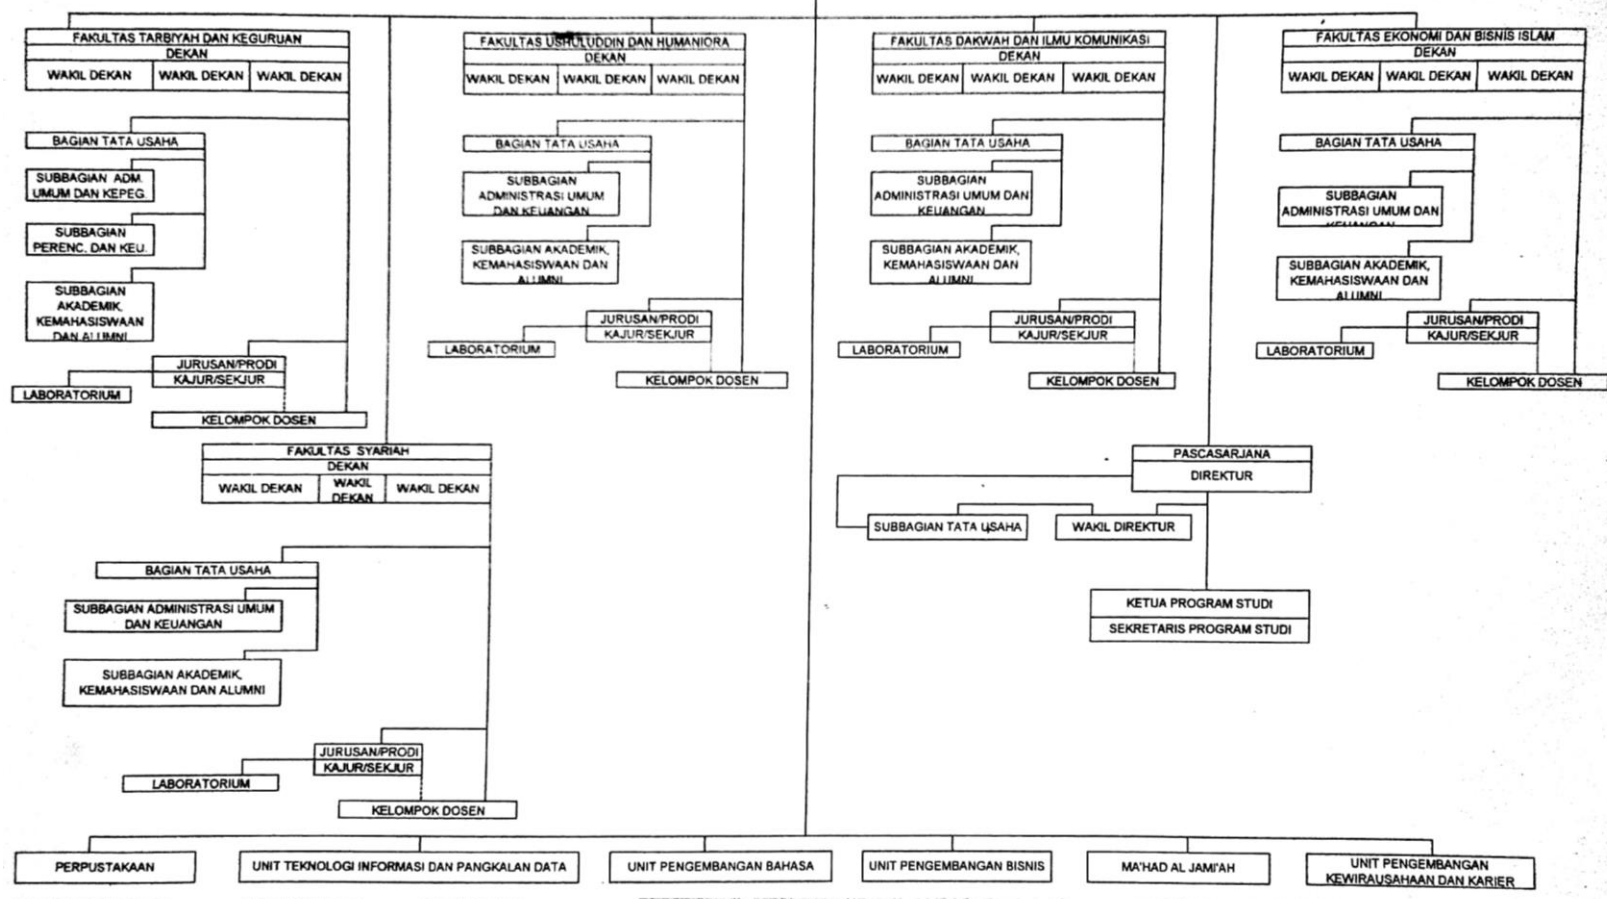 FAKULTAS TARBIYAH DAN KEGURUAN
DEKAN
WAKIL DEKAN WAKIL DEKAN WAKIL DEKAN
BAGIAN TATA USAHA
SUBBAGIAN ADM.
UMUM DAN KEPEG.
SUBBAGIAN
PERENC. DAN KEU.
SUBBAGIAN
AKADEMIK,
KEMAHASISWAAN
DAN ALUMNI
JURUSAN/PRODI
KAJUR/SEKJUR
LABORATORIUM
KELOMPOK DOSEN
FAKULTAS USHULUDDIN DAN HUMANIORA
DEKAN
WAKIL DEKAN WAKIL DEKAN WAKIL DEKAN
BAGIAN TATA USAHA
SUBBAGIAN
ADMINISTRASI UMUM
DAN KEUANGAN
SUBBAGIAN AKADEMIK,
KEMAHASISWAAN DAN
ALUMNI
JURUSAN/PRODI
KAJUR/SEKJUR
LABORATORIUM
KELOMPOK DOSEN
FAKULTAS DAKWAH DAN ILMU KOMUNIKASI
DEKAN
WAKIL DEKAN WAKIL DEKAN WAKIL DEKAN
BAGIAN TATA USAHA
SUBBAGIAN
ADMINISTRASI UMUM DAN
KEUANGAN
SUBBAGIAN AKADEMIK,
KEMAHASISWAAN DAN
ALUMNI
JURUSAN/PRODI
KAJUR/SEKJUR
LABORATORIUM
KELOMPOK DOSEN
FAKULTAS EKONOMI DAN BISNIS ISLAM
DEKAN
WAKIL DEKAN WAKIL DEKAN WAKIL DEKAN
BAGIAN TATA USAHA
SUBBAGIAN
ADMINISTRASI UMUM DAN
KEUANGAN
SUBBAGIAN AKADEMIK,
KEMAHASISWAAN DAN
ALUMNI
JURUSAN/PRODI
KAJUR/SEKJUR
LABORATORIUM
KELOMPOK DOSEN
FAKULTAS SYARIAH
DEKAN
WAKIL DEKAN WAKIL DEKAN WAKIL DEKAN
BAGIAN TATA USAHA
SUBBAGIAN ADMINISTRASI UMUM
DAN KEUANGAN
SUBBAGIAN AKADEMIK,
KEMAHASISWAAN DAN ALUMNI
JURUSAN/PRODI
KAJUR/SEKJUR
LABORATORIUM
KELOMPOK DOSEN
PASCASARJANA
DIREKTUR
SUBBAGIAN TATA USAHA
WAKIL DIREKTUR
KETUA PROGRAM STUDI
SEKRETARIS PROGRAM STUDI
PERPUSTAKAAN
UNIT TEKNOLOGI INFORMASI DAN PANGKALAN DATA
UNIT PENGEMBANGAN BAHASA
UNIT PENGEMBANGAN BISNIS
MA'HAD AL JAMI'AH
UNIT PENGEMBANGAN
KEWIRAUSAHAAN DAN KARIER